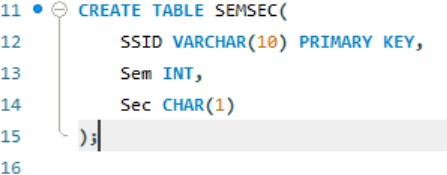 11 CREATE TABLE SEMSEC(
12 SSID VARCHAR(10) PRIMARY KEY,
13 Sem INT,
14 Sec CHAR(1)
15 );
16